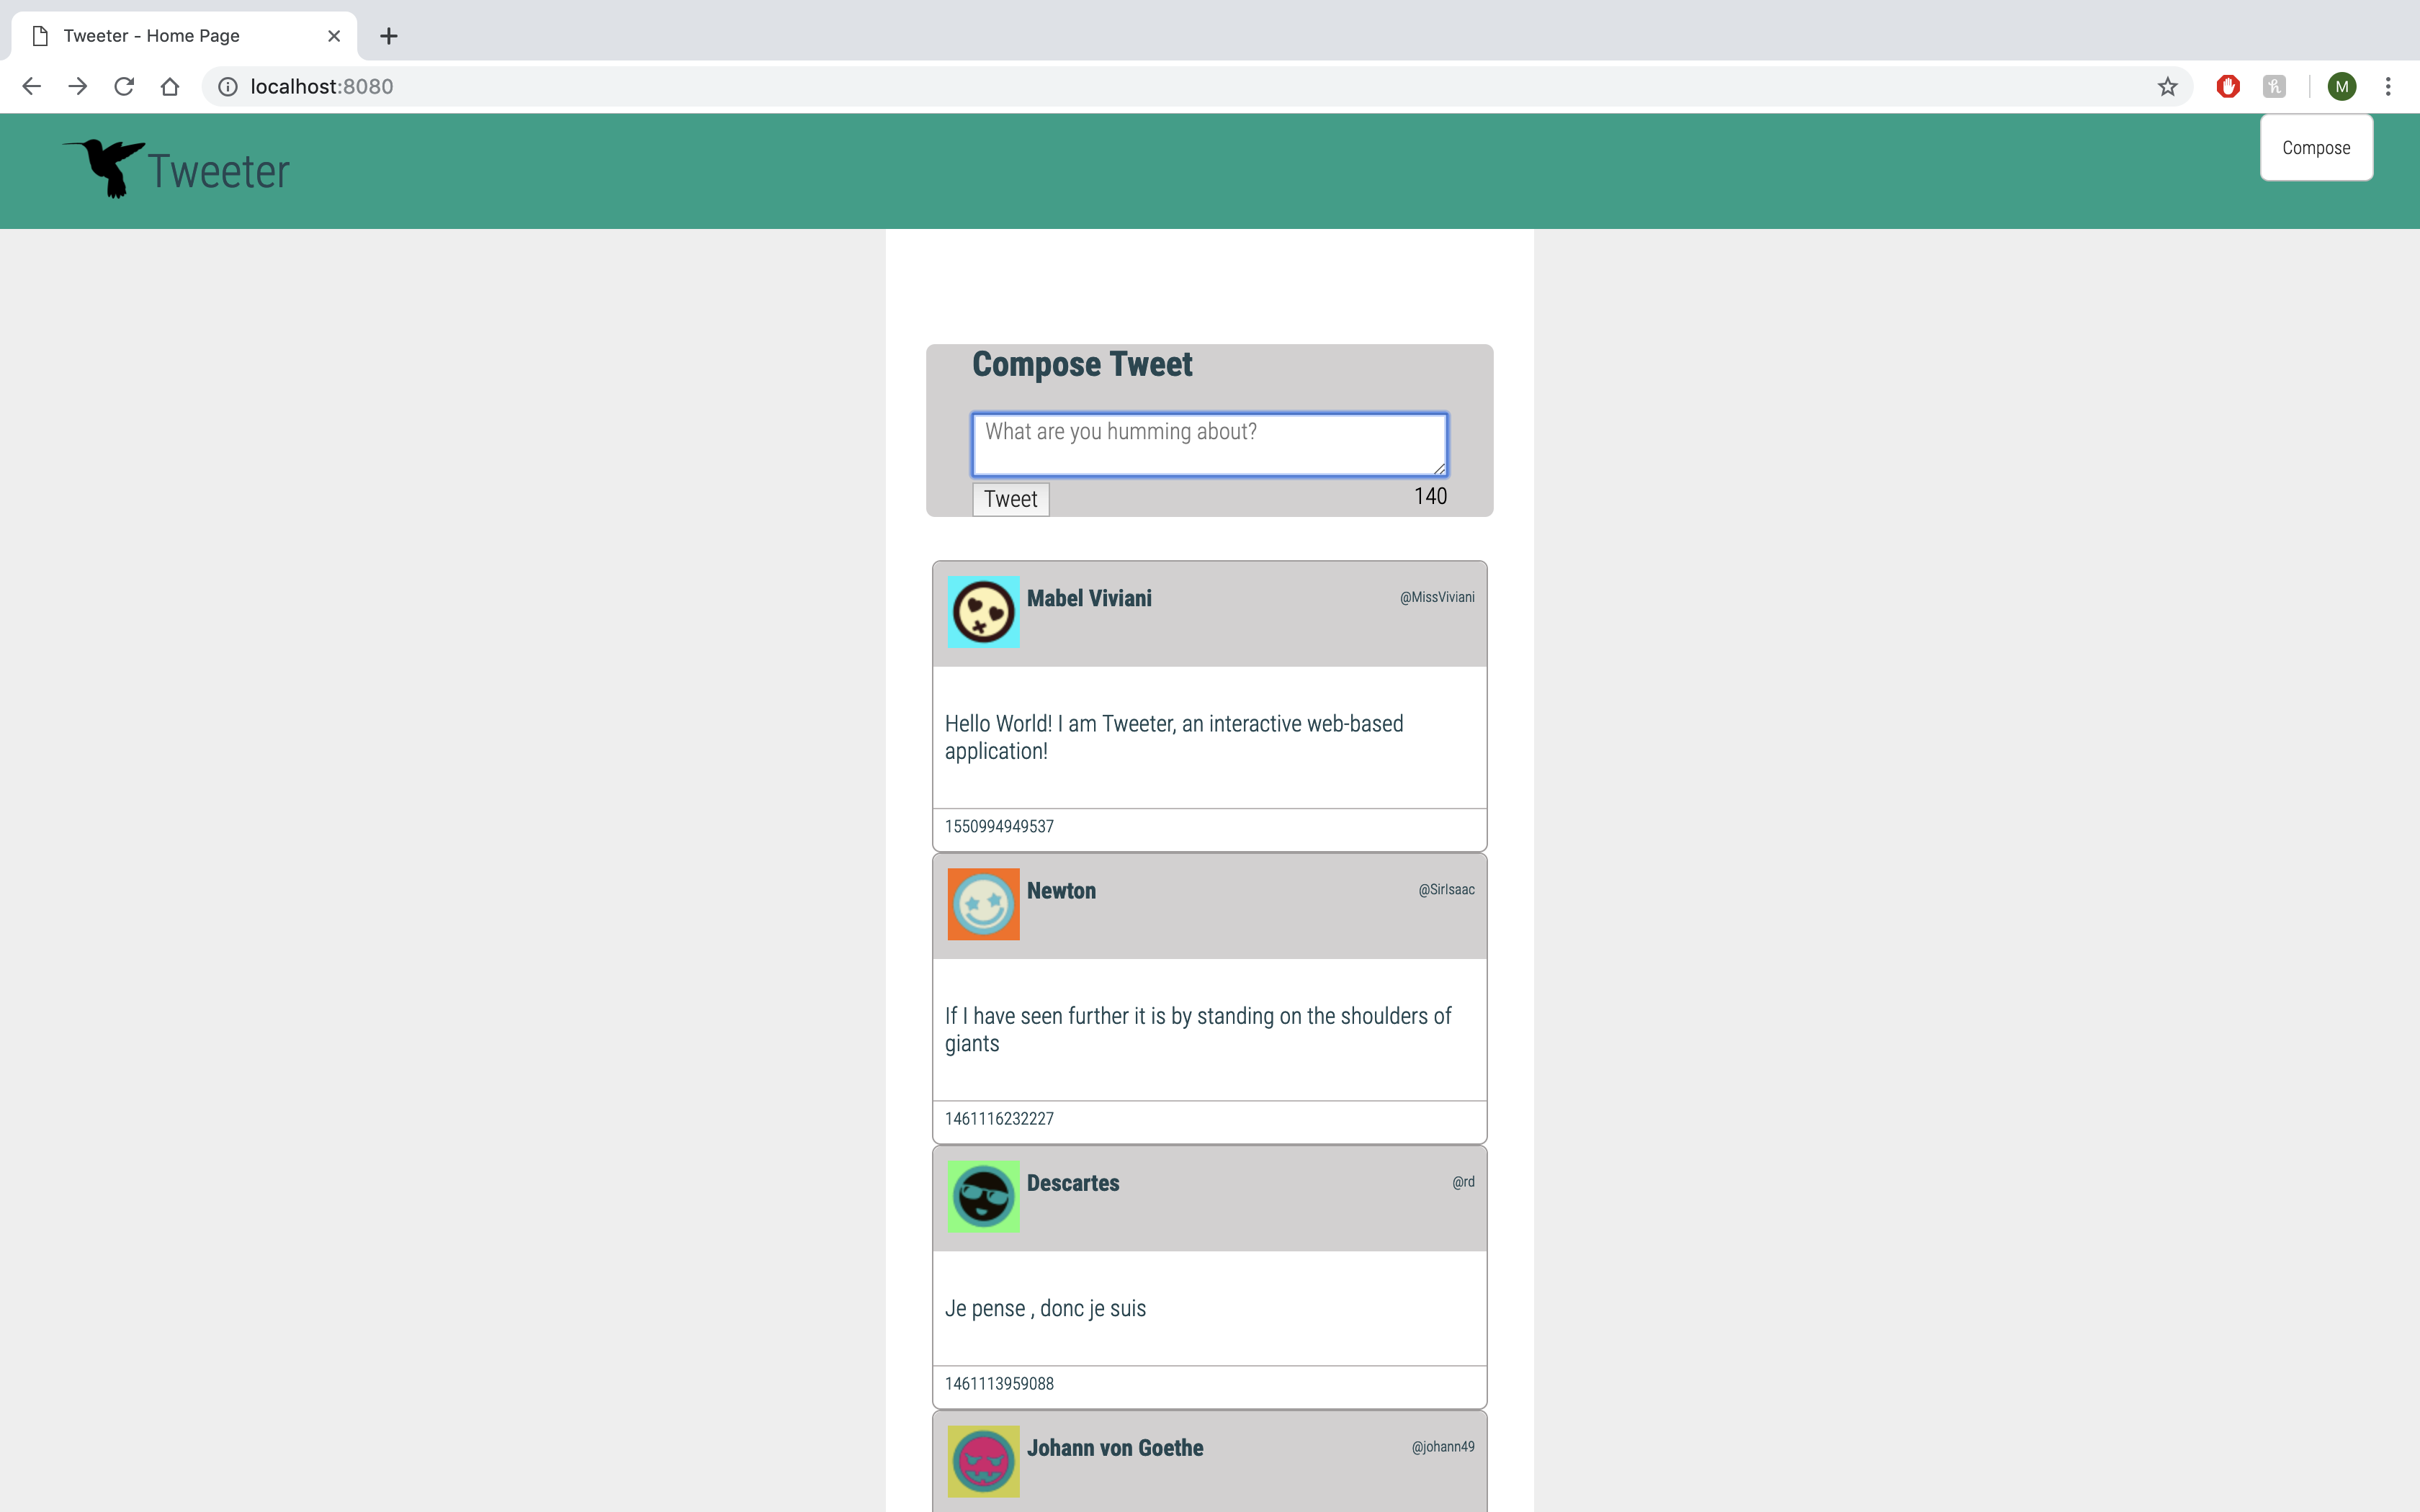 Tweeter - Home Page
localhost:8080
M
Tweeter
Compose
Compose Tweet
What are you humming about?
Tweet
140
Mabel Viviani
@MissViviani
Hello World! I am Tweeter, an interactive web-based
application!
1550994949537
Newton
@SirIsaac
If I have seen further it is by standing on the shoulders of
giants
1461116232227
Descartes
@rd
Je pense , donc je suis
1461113959088
Johann von Goethe
@johann49